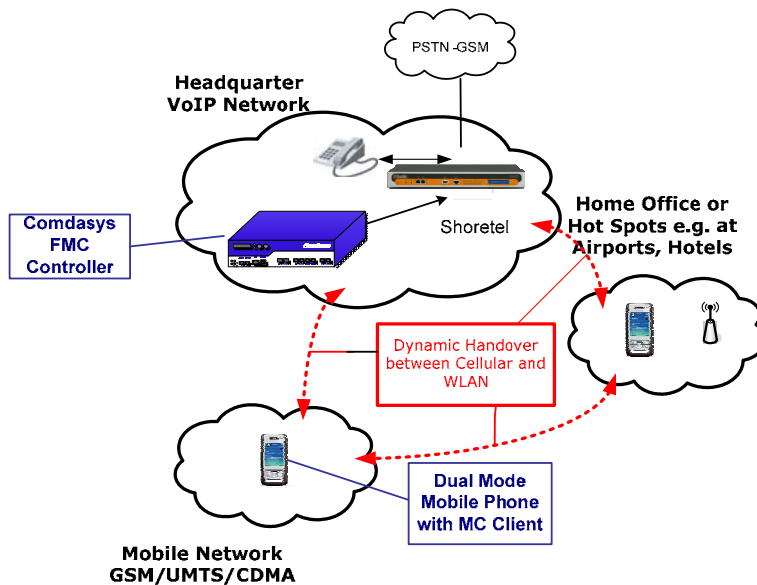 PSTN -GSM
Headquarter
VoIP Network
Shoretel
Comdasys
FMC
Controller
Home Office or
Hot Spots e.g. at
Airports, Hotels
Dynamic Handover
between Cellular and
WLAN
Dual Mode
Mobile Phone
with MC Client
Mobile Network
GSM/UMTS/CDMA